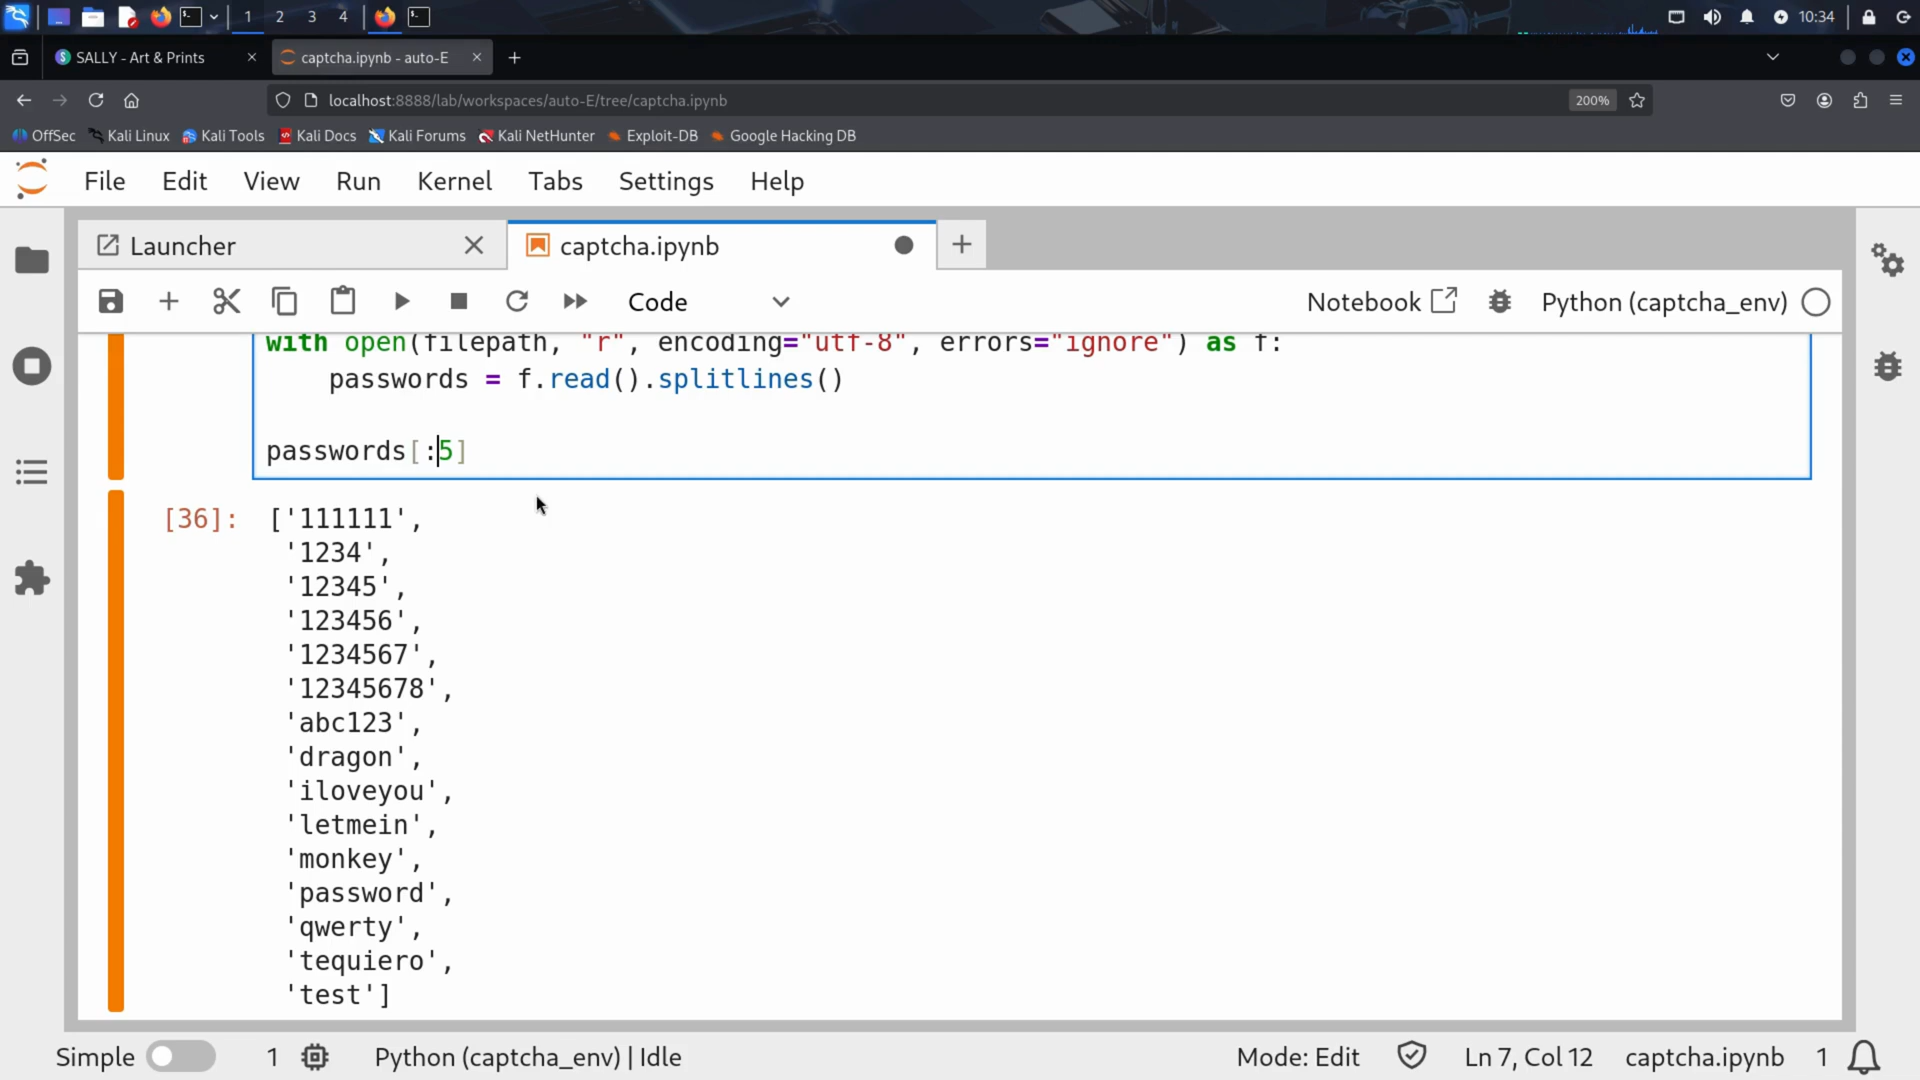 1 2 3 4 10:34
SALLY - Art & Prints captcha.ipynb - auto-E
localhost:8888/lab/workspaces/auto-E/tree/captcha.ipynb 200%
OffSec Kali Linux Kali Tools Kali Docs Kali Forums Kali NetHunter Exploit-DB Google Hacking DB
File Edit View Run Kernel Tabs Settings Help
Launcher captcha.ipynb
Code Notebook Python (captcha_env)
with open(filepath, "r", encoding="utf-8", errors="ignore") as f:
    passwords = f.read().splitlines()
passwords[:5]
[36]: ['111111',
'1234',
'12345',
'123456',
'1234567',
'12345678',
'abc123',
'dragon',
'iloveyou',
'letmein',
'monkey',
'password',
'qwerty',
'tequiero',
'test']
Simple 1 Python (captcha_env) | Idle Mode: Edit Ln 7, Col 12 captcha.ipynb 1